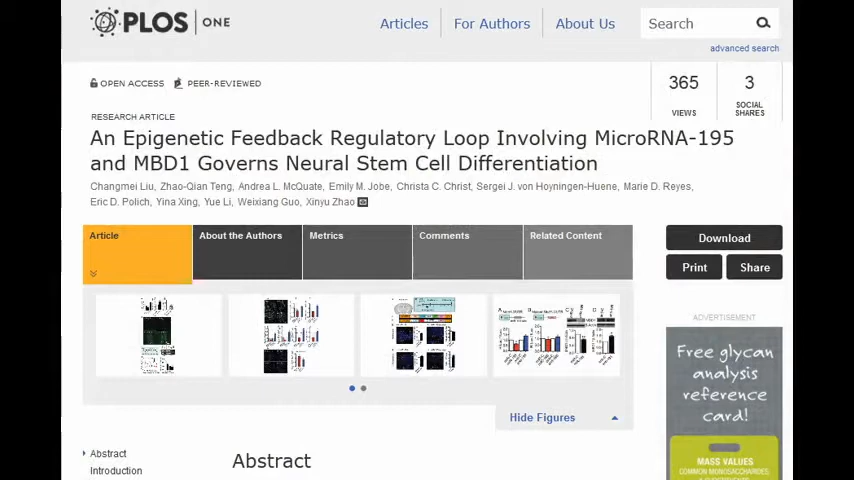 PLOS | ONE
Articles
For Authors
About Us
Search
advanced search
OPEN ACCESS PEER-REVIEWED
365
VIEWS
3
SOCIAL
SHARES
RESEARCH ARTICLE
An Epigenetic Feedback Regulatory Loop Involving MicroRNA-195
and MBD1 Governs Neural Stem Cell Differentiation
Changmei Liu, Zhao-Qian Teng, Andrea L. McQuate, Emily M. Jobe, Christa C. Christ, Sergei J. von Hoyningen-Huene, Marie D. Reyes,
Eric D. Polich, Yina Xing, Yue Li, Weixiang Guo, Xinyu Zhao
Article
About the Authors
Metrics
Comments
Related Content
Download
Print
Share
ADVERTISEMENT
Free glycan
analysis
reference
card!
MASS VALUES
COMMON MONOSACCHARIDES
Hide Figures
Abstract
Introduction
Abstract